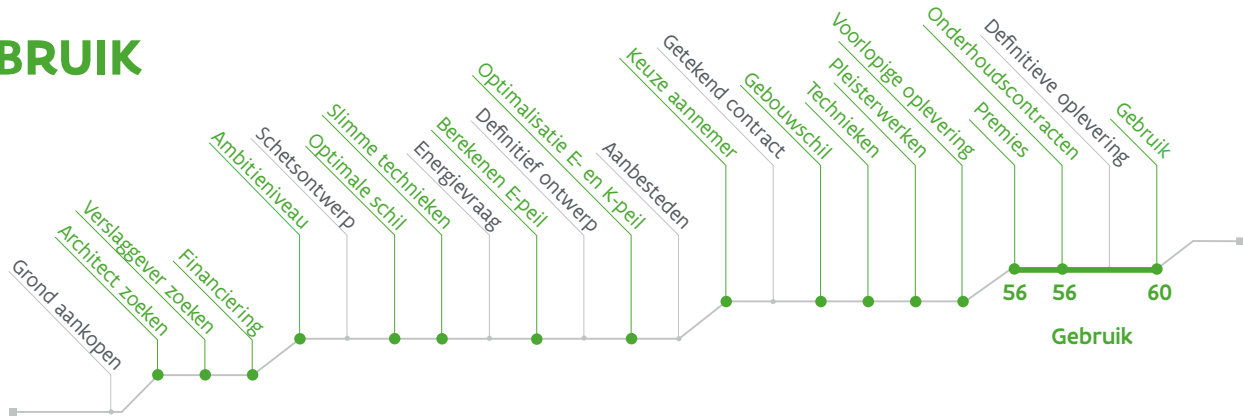 BRUIK
Grond aankopen
Architect zoeken
Verslaggever zoeken
Financiering
Ambitieniveau
Schetsontwerp
Optimale schil
Slimme technieken
Energievraag
Berekenen E-peil
Definitief ontwerp
Optimalisatie E- en K-peil
Aanbesteden
Keuze aannemer
Getekend contract
Gebouwschil
Technieken
Pleisterwerken
Voorlopige oplevering
Premies
Onderhoudscontracten
Definitieve oplevering
Gebruik
56
56
60
Gebruik